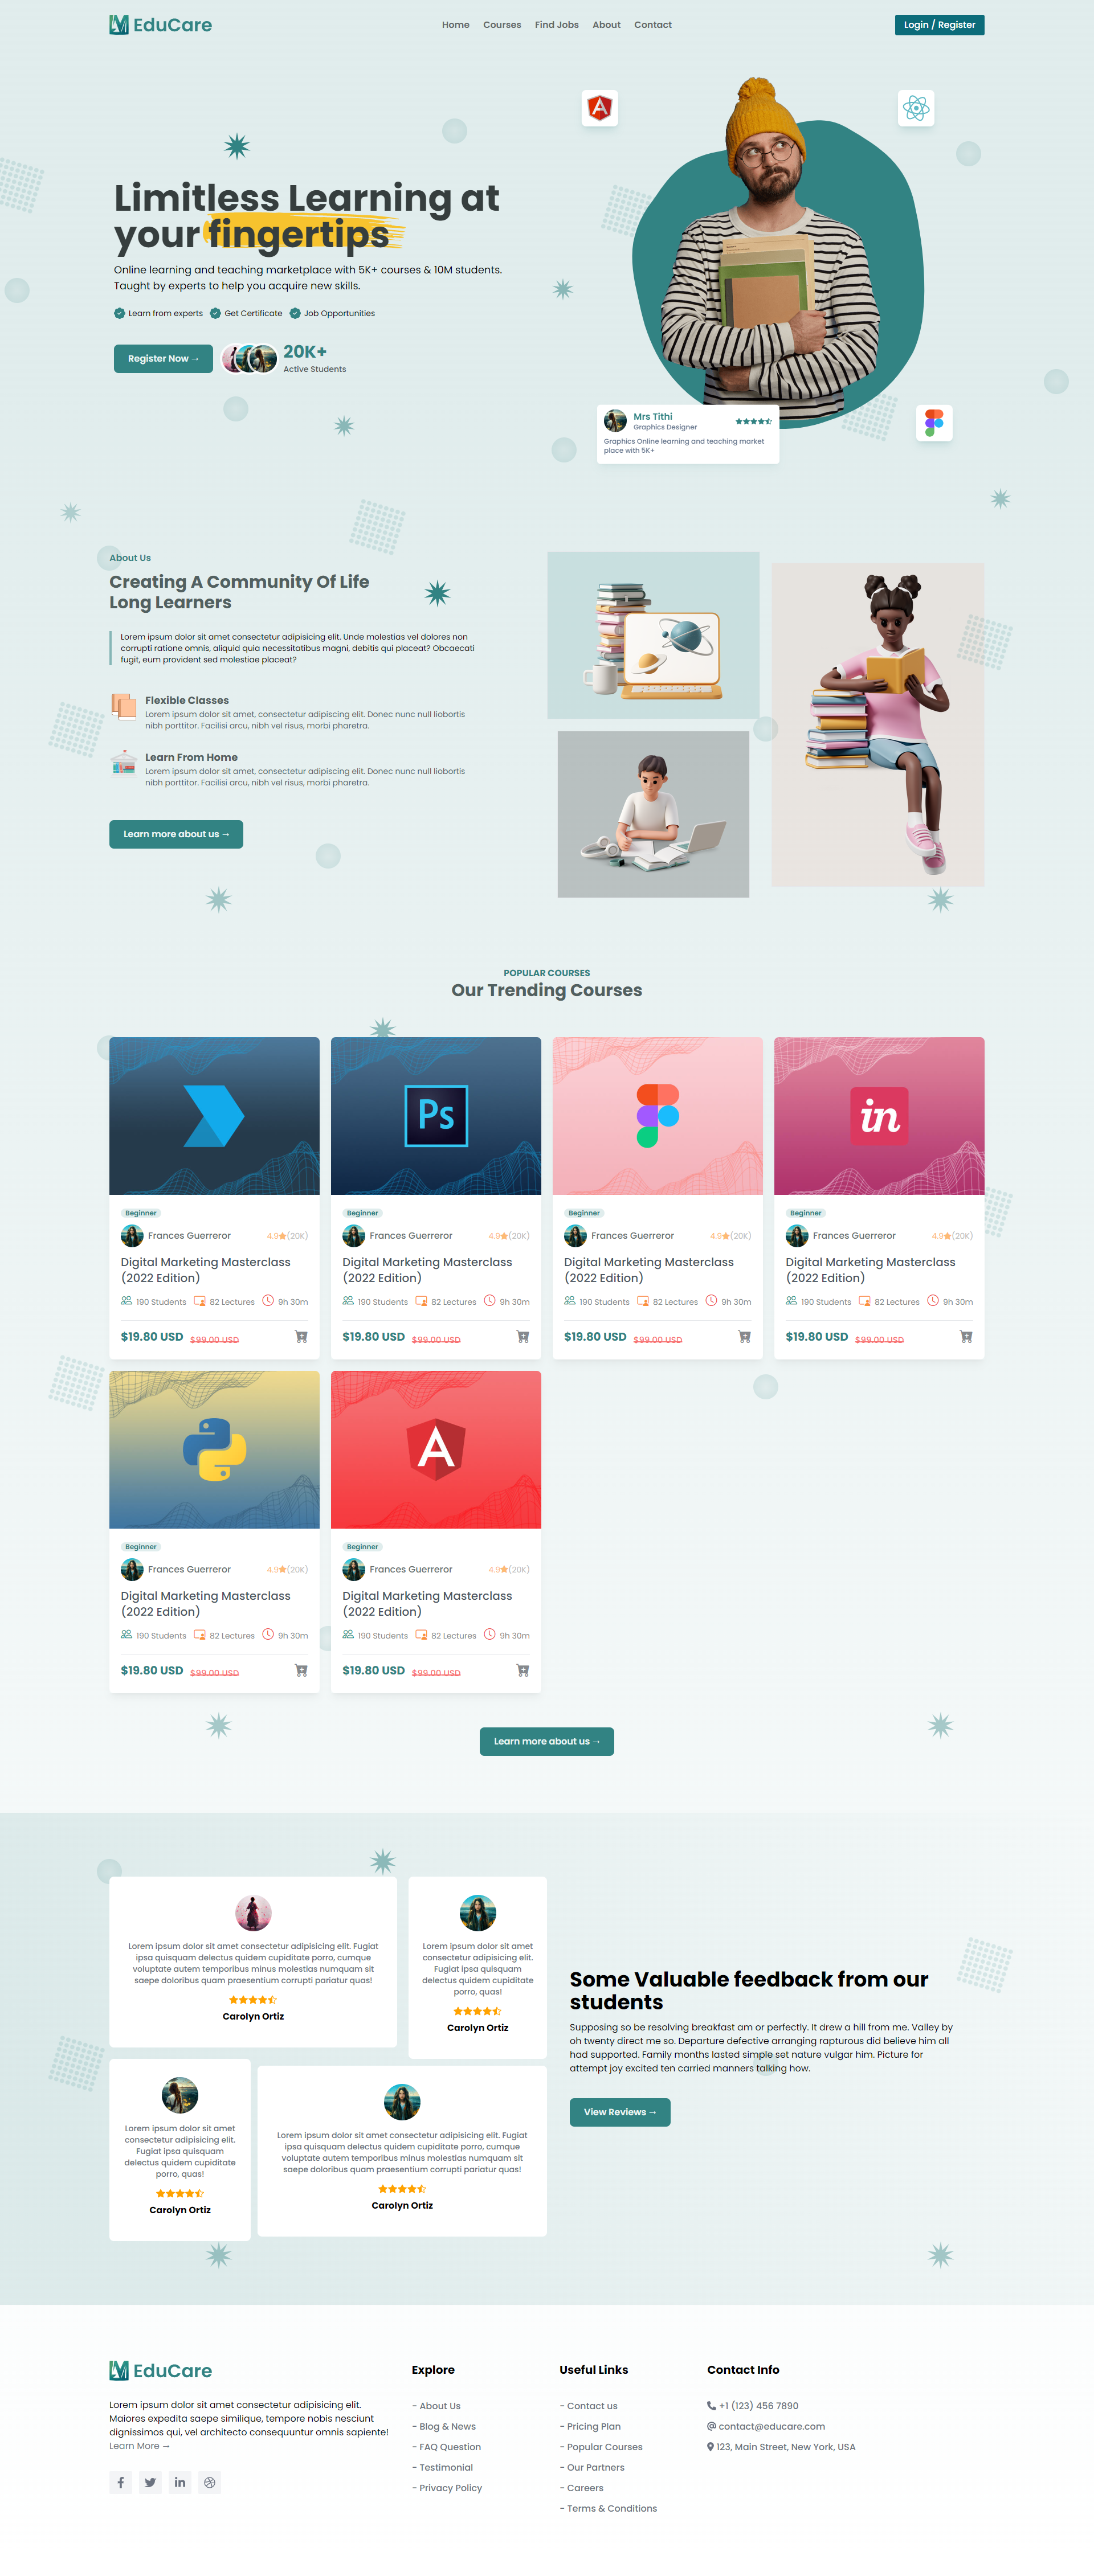 EduCare
Home
Courses
Find Jobs
About
Contact
Login / Register
Limitless Learning at
your fingertips
Online learning and teaching marketplace with 5K+ courses & 10M students.
Taught by experts to help you acquire new skills.
Learn from experts
Get Certificate
Job Opportunities
Register Now →
20K+
Active Students
Mrs Tithi
Graphics Designer
Graphics Online learning and teaching market
place with 5K+
About Us
Creating A Community Of Life
Long Learners
Lorem ipsum dolor sit amet consectetur adipisicing elit. Unde molestias vel dolores non
corrupti ratione omnis, aliquid quia necessitatibus magni, debitis qui placeat? Obcaecati
fugit, eum provident sed molestiae placeat?
Flexible Classes
Lorem ipsum dolor sit amet, consectetur adipiscing elit. Donec nunc null liobortis
nibh porttitor. Facilisi arcu, nibh vel risus, morbi pharetra.
Learn From Home
Lorem ipsum dolor sit amet, consectetur adipiscing elit. Donec nunc null liobortis
nibh porttitor. Facilisi arcu, nibh vel risus, morbi pharetra.
Learn more about us →
POPULAR COURSES
Our Trending Courses
Ps
in
Beginner
Frances Guerreror
4.9 (20K)
Digital Marketing Masterclass
(2022 Edition)
190 Students
82 Lectures
9h 30m
$19.80 USD
$99.00 USD
Beginner
Frances Guerreror
4.9 (20K)
Digital Marketing Masterclass
(2022 Edition)
190 Students
82 Lectures
9h 30m
$19.80 USD
$99.00 USD
Beginner
Frances Guerreror
4.9 (20K)
Digital Marketing Masterclass
(2022 Edition)
190 Students
82 Lectures
9h 30m
$19.80 USD
$99.00 USD
Beginner
Frances Guerreror
4.9 (20K)
Digital Marketing Masterclass
(2022 Edition)
190 Students
82 Lectures
9h 30m
$19.80 USD
$99.00 USD
Beginner
Frances Guerreror
4.9 (20K)
Digital Marketing Masterclass
(2022 Edition)
190 Students
82 Lectures
9h 30m
$19.80 USD
$99.00 USD
Beginner
Frances Guerreror
4.9 (20K)
Digital Marketing Masterclass
(2022 Edition)
190 Students
82 Lectures
9h 30m
$19.80 USD
$99.00 USD
Learn more about us →
Lorem ipsum dolor sit amet consectetur adipisicing elit. Fugiat
ipsa quisquam delectus quidem cupiditate porro, cumque
voluptate autem temporibus minus molestias numquam sit
saepe doloribus quam praesentium corrupti pariatur quas!
Carolyn Ortiz
Lorem ipsum dolor sit amet
consectetur adipisicing elit.
Fugiat ipsa quisquam
delectus quidem cupiditate
porro, quas!
Carolyn Ortiz
Lorem ipsum dolor sit amet
consectetur adipisicing elit.
Fugiat ipsa quisquam
delectus quidem cupiditate
porro, quas!
Carolyn Ortiz
Lorem ipsum dolor sit amet consectetur adipisicing elit. Fugiat
ipsa quisquam delectus quidem cupiditate porro, cumque
voluptate autem temporibus minus molestias numquam sit
saepe doloribus quam praesentium corrupti pariatur quas!
Carolyn Ortiz
Some Valuable feedback from our
students
Supposing so be resolving breakfast am or perfectly. It drew a hill from me. Valley by
oh twenty direct me so. Departure defective arranging rapturous did believe him all
had supported. Family months lasted simple set nature vulgar him. Picture for
attempt joy excited ten carried manners talking how.
View Reviews →
EduCare
Lorem ipsum dolor sit amet consectetur adipisicing elit.
Maiores expedita saepe similique, tempore nobis nesciunt
dignissimos qui, vel architecto consequuntur omnis sapiente!
Learn More →
Explore
- About Us
- Blog & News
- FAQ Question
- Testimonial
- Privacy Policy
Useful Links
- Contact us
- Pricing Plan
- Popular Courses
- Our Partners
- Careers
- Terms & Conditions
Contact Info
+1 (123) 456 7890
contact@educare.com
123, Main Street, New York, USA